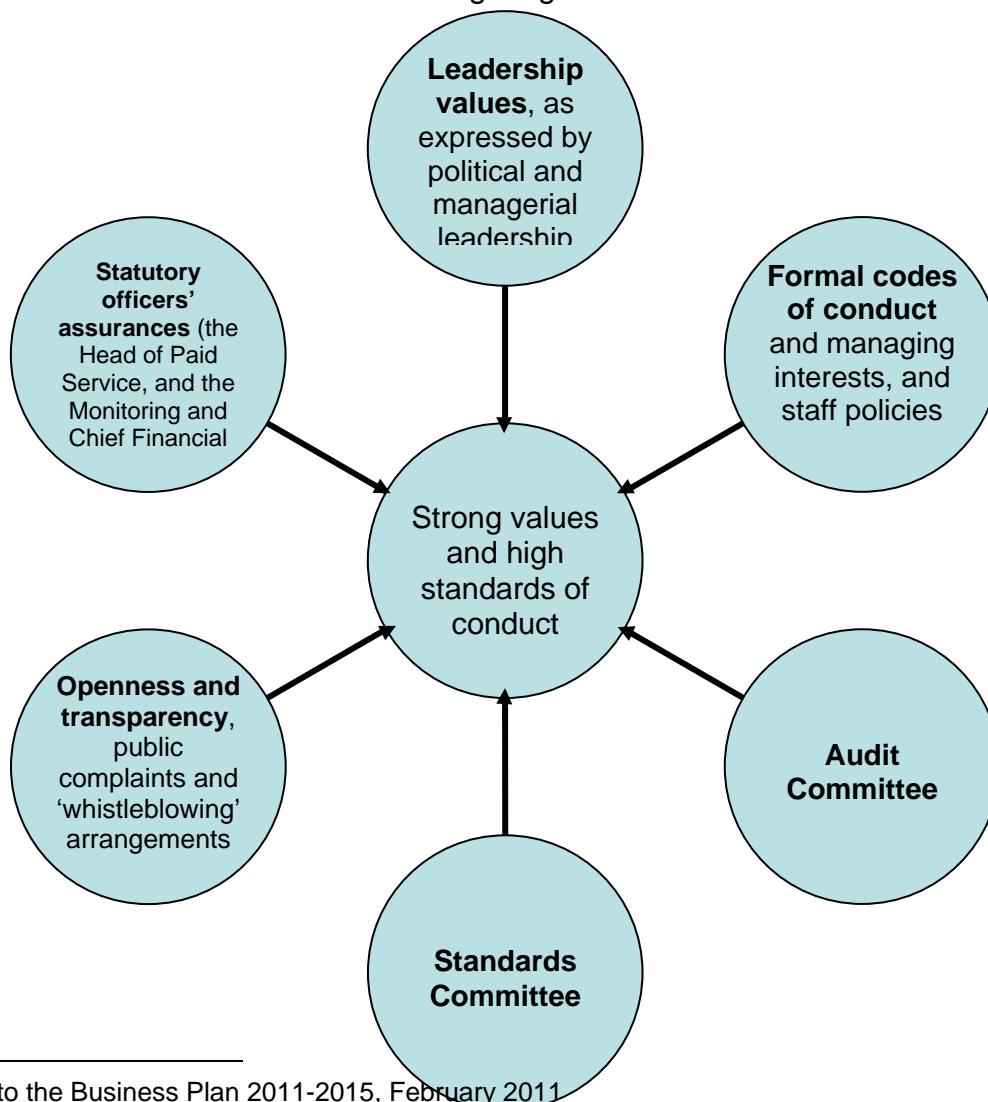 Leadership
values, as
expressed by
political and
managerial
leadership
Statutory
officers’
assurances (the
Head of Paid
Service, and the
Monitoring and
Chief Financial
Formal codes
of conduct
and managing
interests, and
staff policies
Strong values
and high
standards of
conduct
Openness and
transparency,
public
complaints and
‘whistleblowing’
arrangements
Audit
Committee
Standards
Committee
to the Business Plan 2011-2015, February 2011